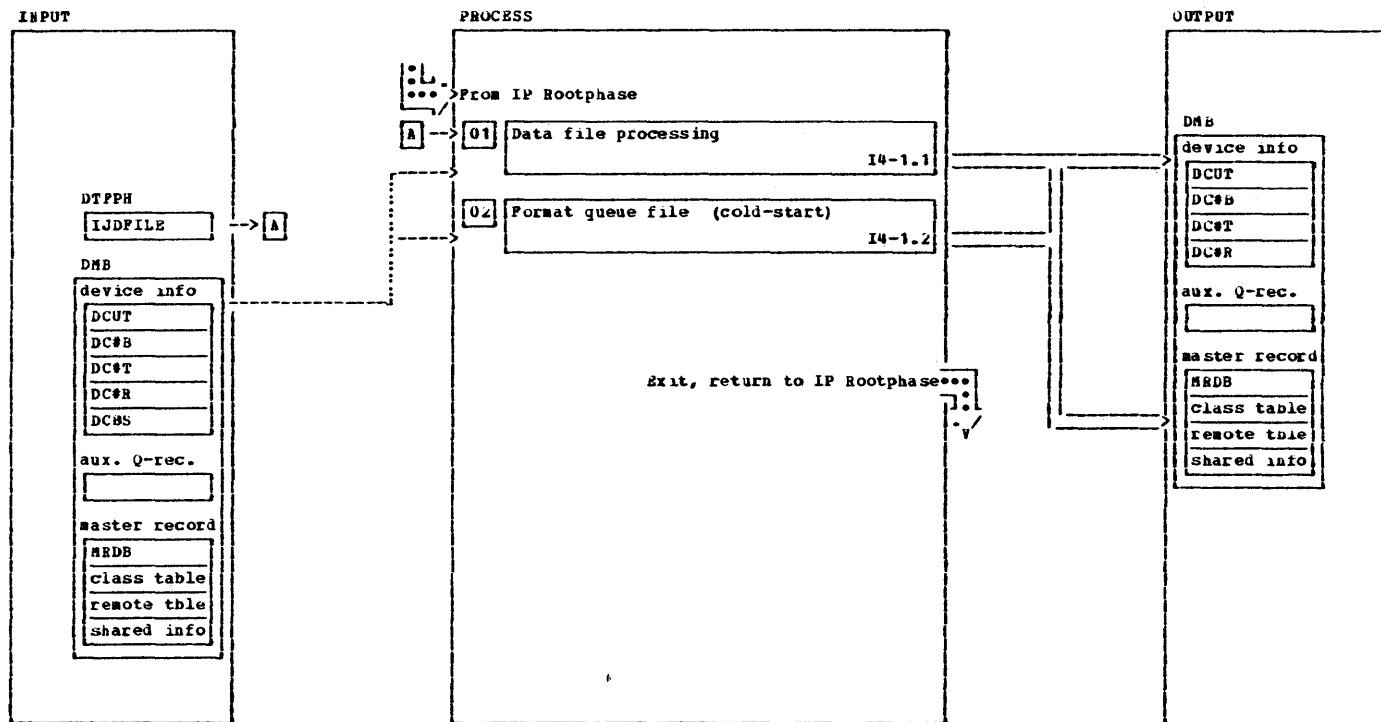 INPUT
DTFPH
IJDFILE
A
DMB
device info
DCUT
DC#B
DC#T
DC#R
DCBS
aux. Q-rec.
master record
MRDB
class table
remote tble
shared info
PROCESS
From IP Rootphase
A
01 Data file processing
I4-1.1
02 Format queue file (cold-start)
I4-1.2
Exit, return to IP Rootphase
OUTPUT
DMB
device info
DCUT
DC#B
DC#T
DC#R
aux. Q-rec.
master record
MRDB
class table
remote tble
shared info